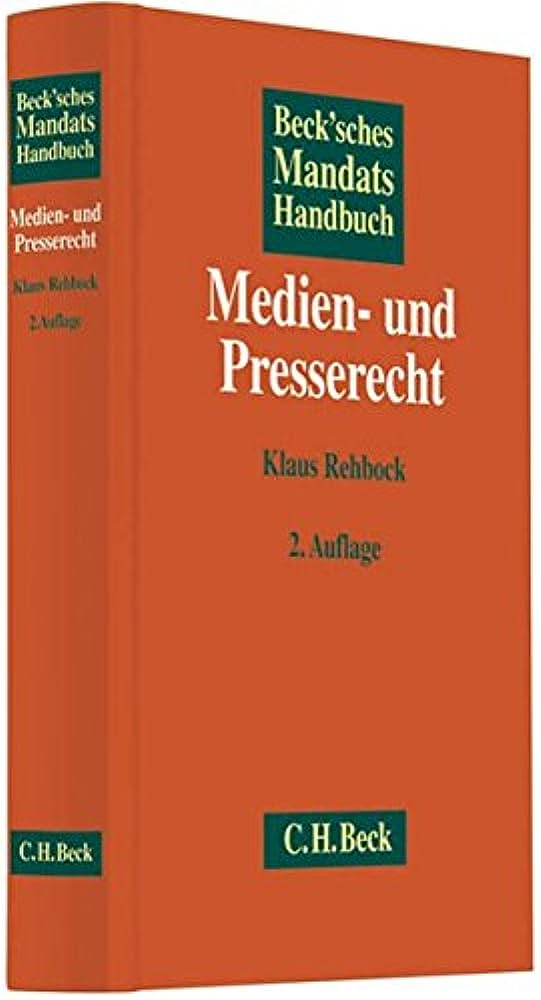 Beck'sches
Mandats
Handbuch
Medien- und
Presserecht
Klaus Rehbock
2. Auflage
C.H.Beck
Beck'sches
Mandats
Handbuch
Medien- und
Presserecht
Klaus Rehbock
2. Auflage
C.H.Beck